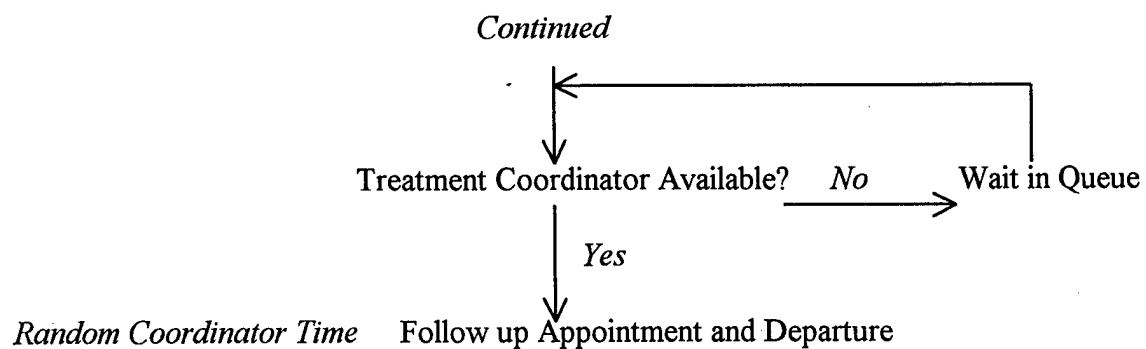 Continued
Treatment Coordinator Available? No Wait in Queue
Yes
Random Coordinator Time Follow up Appointment and Departure